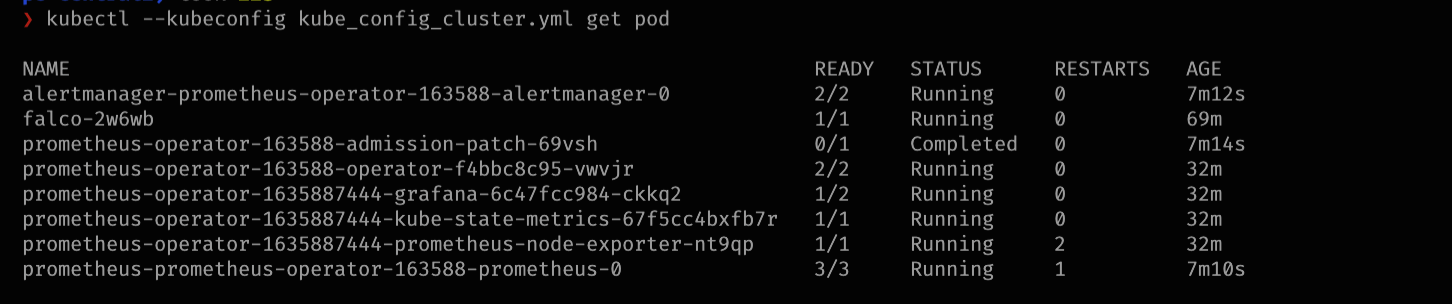 ❯ kubectl --kubeconfig kube_config_cluster.yml get pod
NAME READY STATUS RESTARTS AGE
alertmanager-prometheus-operator-163588-alertmanager-0 2/2 Running 0 7m12s
falco-2w6wb 1/1 Running 0 69m
prometheus-operator-163588-admission-patch-69vsh 0/1 Completed 0 7m14s
prometheus-operator-163588-operator-f4bbc8c95-vwvjr 2/2 Running 0 32m
prometheus-operator-1635887444-grafana-6c47fcc984-ckkq2 1/2 Running 0 32m
prometheus-operator-1635887444-kube-state-metrics-67f5cc4bxfb7r 1/1 Running 0 32m
prometheus-operator-1635887444-prometheus-node-exporter-nt9qp 1/1 Running 2 32m
prometheus-prometheus-operator-163588-prometheus-0 3/3 Running 1 7m10s